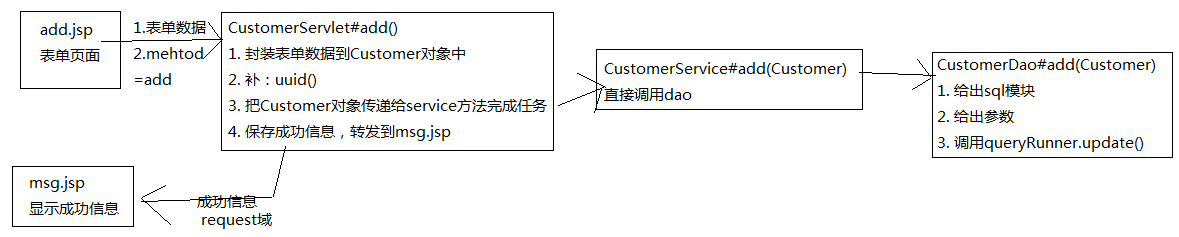 add.jsp
表单页面
1.表单数据
2.mehtod
=add
CustomerServlet#add()
1. 封装表单数据到Customer对象中
2. 补：uuid()
3. 把Customer对象传递给service方法完成任务
4. 保存成功信息，转发到msg.jsp
CustomerService#add(Customer)
直接调用dao
CustomerDao#add(Customer)
1. 给出sql模块
2. 给出参数
3. 调用queryRunner.update()
msg.jsp
显示成功信息
成功信息
request域